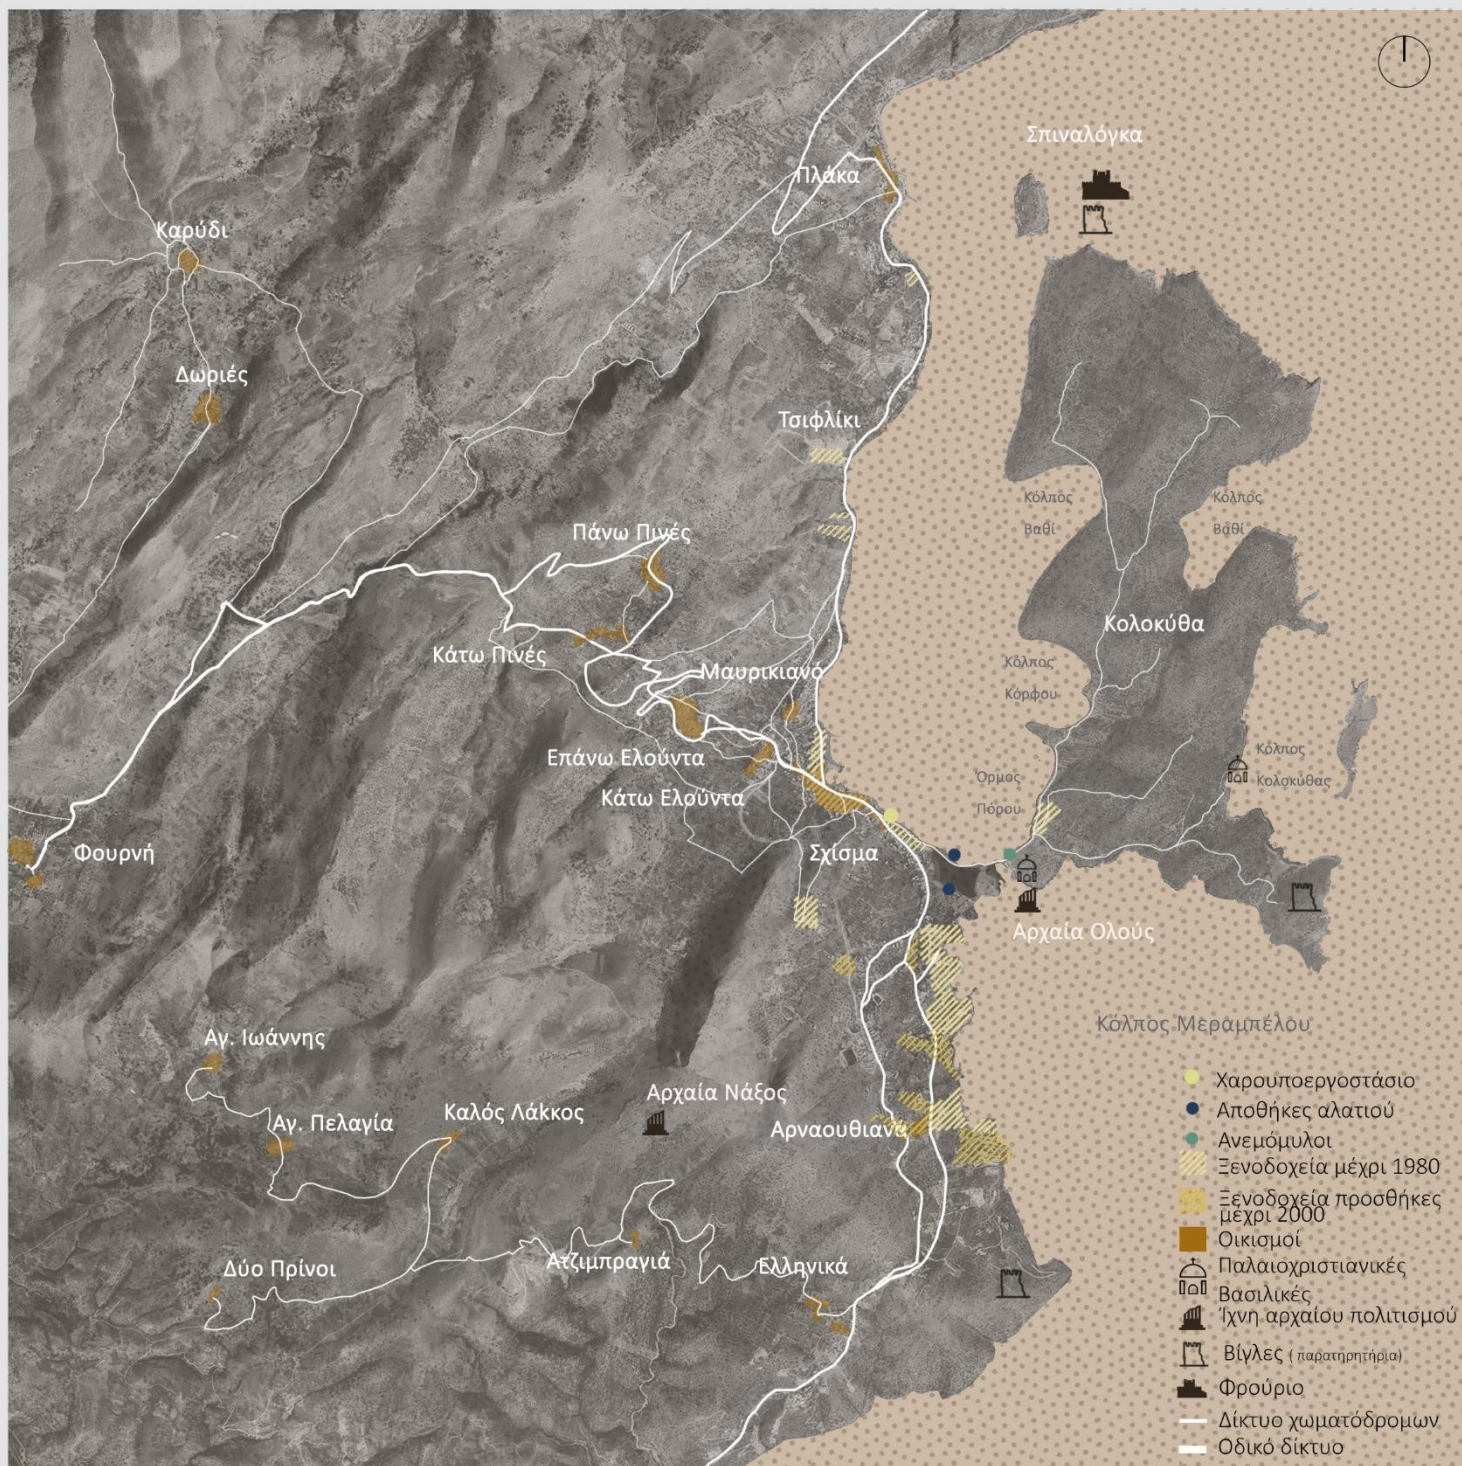 Σπιναλόγκα
Πλάκα
Καρύδι
Δωριές
Τσιφλίκι
Κόλπος
Βαθί
Κόλπος
Βαθί
Πάνω Πινές
Κολοκύθα
Κάτω Πινές
Μαυρικιανό
Κόλπος
Κόρφου
Επάνω Ελούντα
Κόλπος
Κολοκύθας
Όρμος
Πόρου
Κάτω Ελούντα
Φουρνή
Σχίσμα
Αρχαία Ολούς
Κόλπος Μεραμπέλου
Αγ. Ιωάννης
Αρχαία Νάξος
Καλός Λάκκος
Αγ. Πελαγία
Αρναουθιανά
Ατζιμπραγιά
Ελληνικά
Δύο Πρίνοι
Χαρουποεργοστάσιο
Αποθήκες αλατιού
Ανεμόμυλοι
Ξενοδοχεία μέχρι 1980
Ξενοδοχεία προσθήκες
μέχρι 2000
Οικισμοί
Παλαιοχριστιανικές
Βασιλικές
Ίχνη αρχαίου πολιτισμού
Βίγλες ( παρατηρητήρια)
Φρούριο
Δίκτυο χωματόδρομων
Οδικό δίκτυο